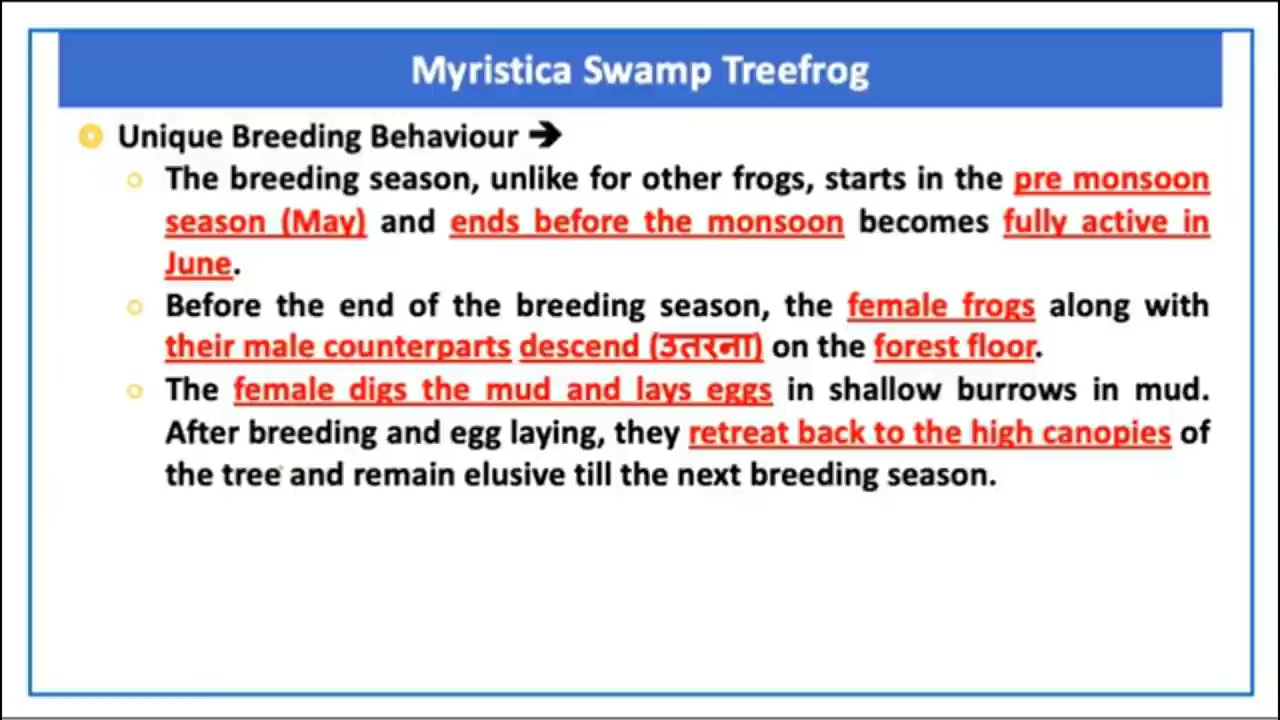 Myristica Swamp Treefrog
Unique Breeding Behaviour ➔
The breeding season, unlike for other frogs, starts in the pre monsoon
season (May) and ends before the monsoon becomes fully active in
June.
Before the end of the breeding season, the female frogs along with
their male counterparts descend (उतरना) on the forest floor.
The female digs the mud and lays eggs in shallow burrows in mud.
After breeding and egg laying, they retreat back to the high canopies of
the tree and remain elusive till the next breeding season.